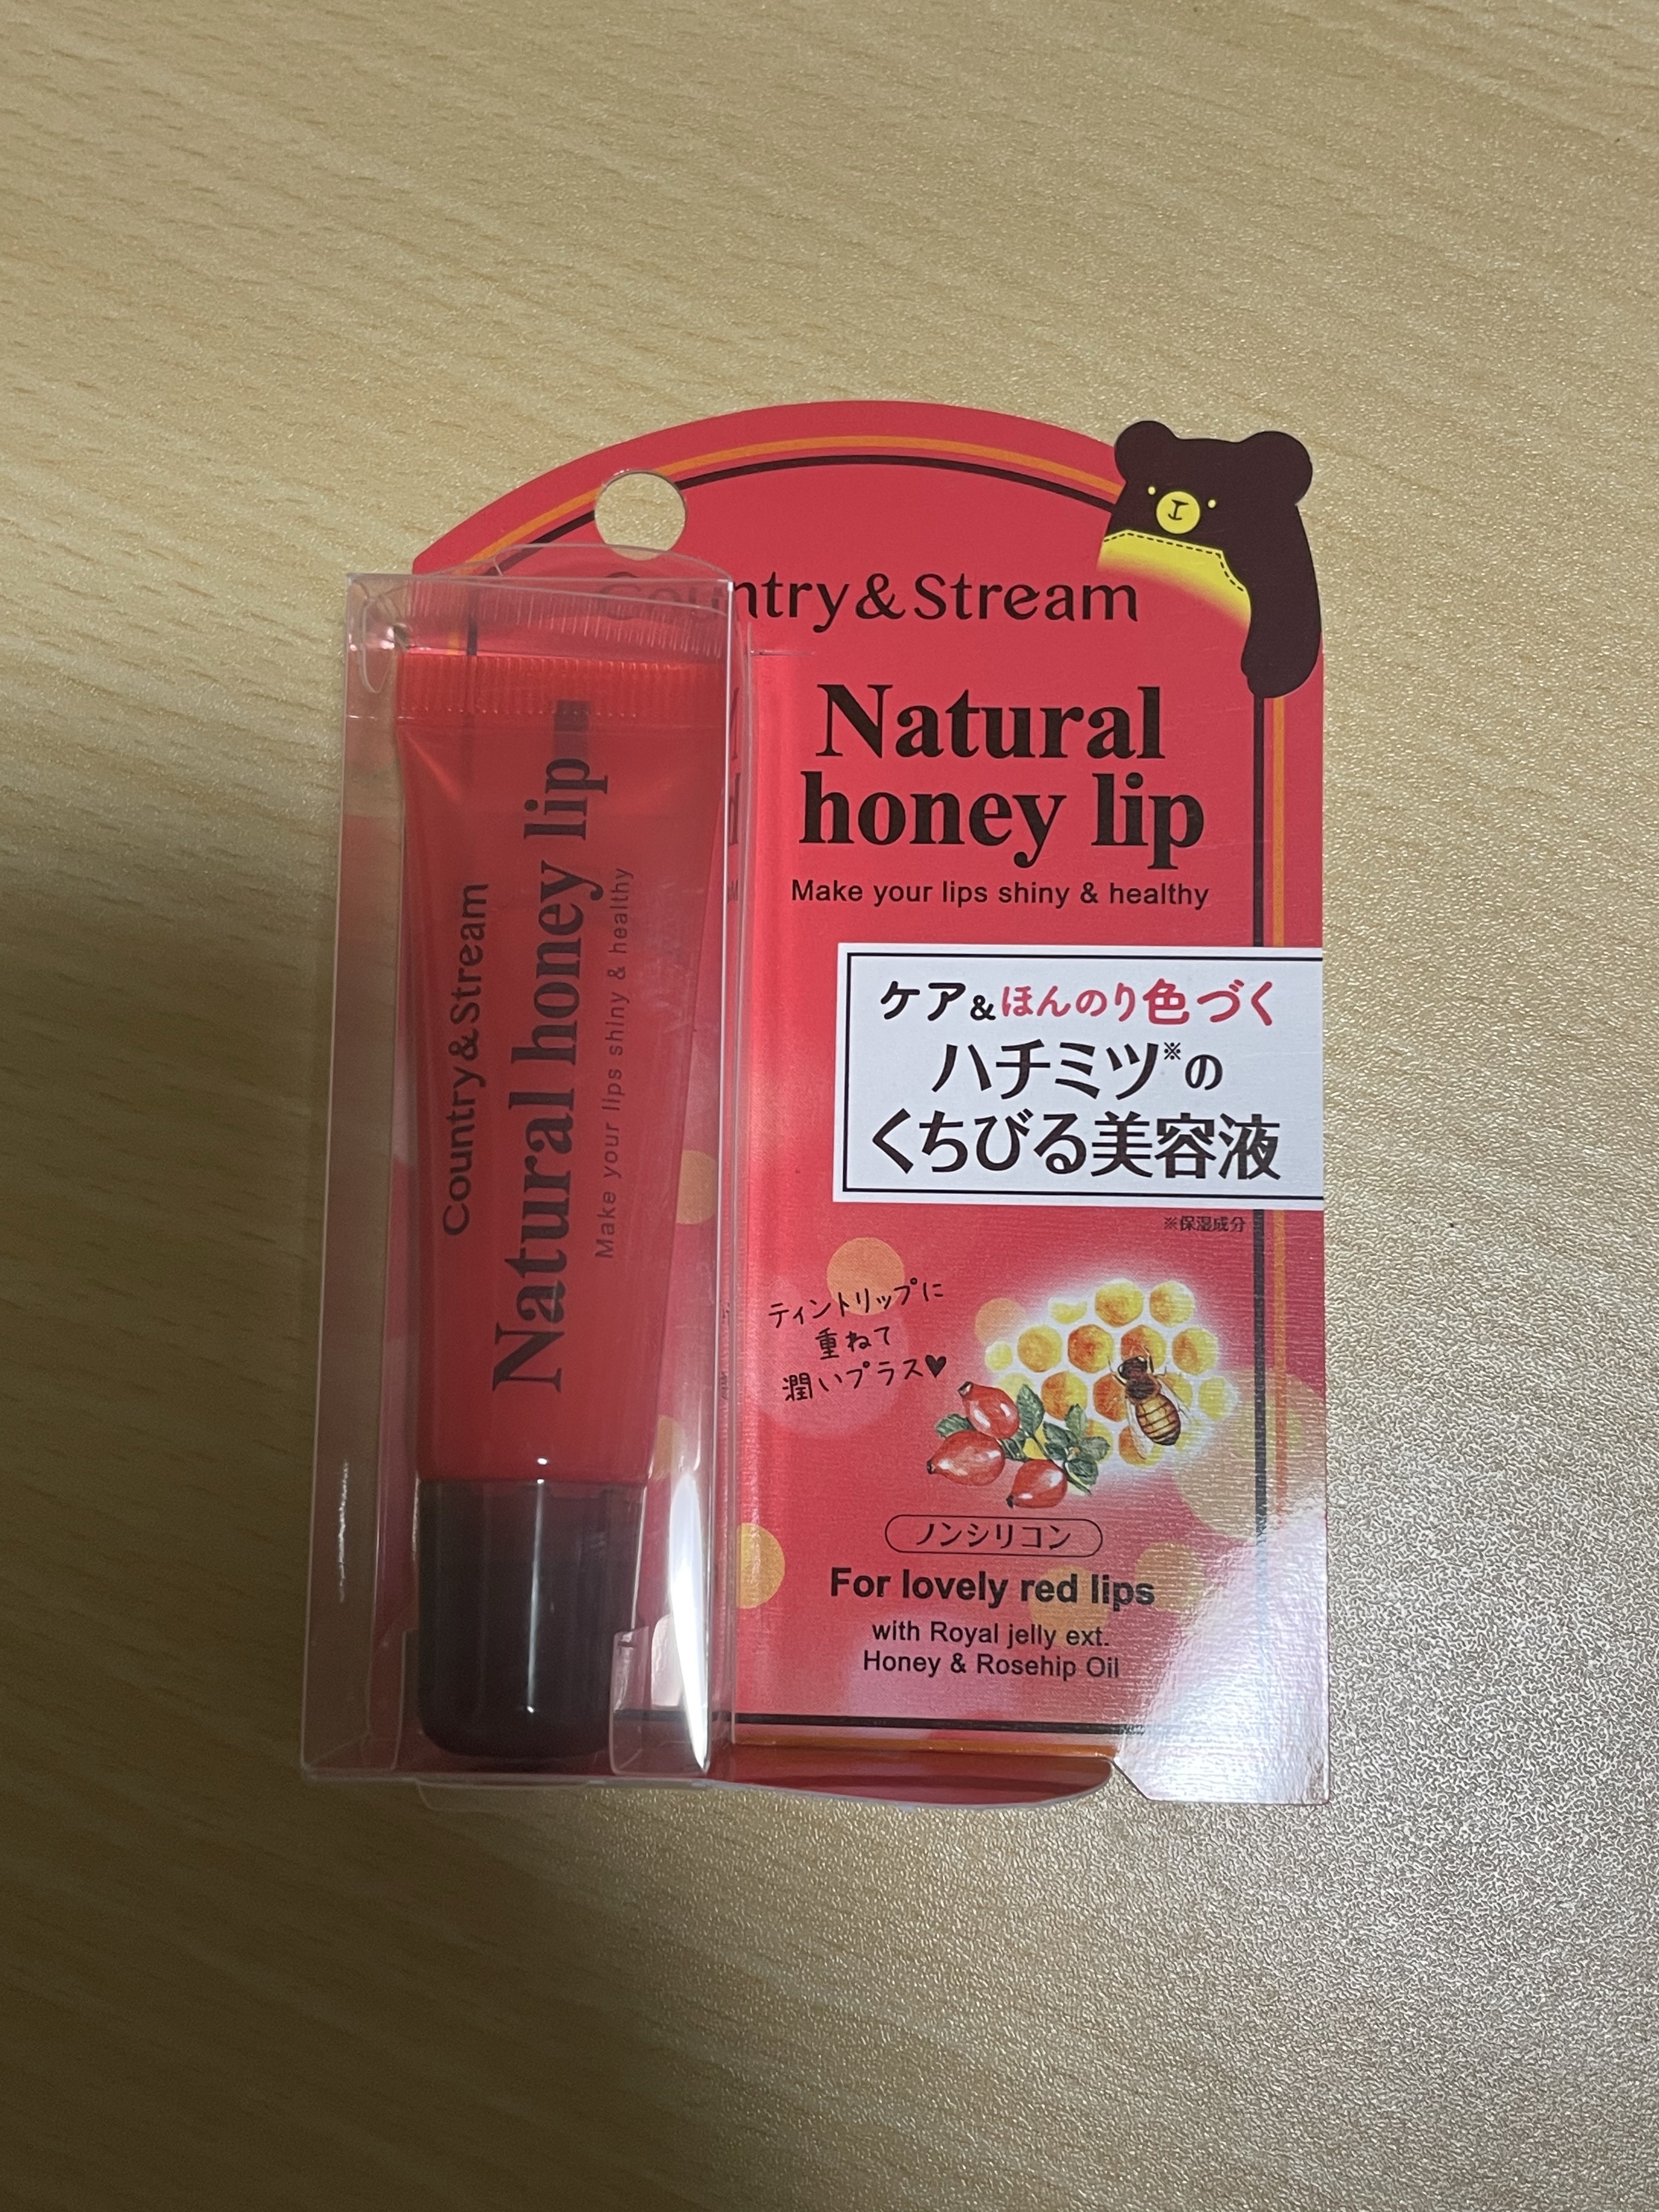 Country&Stream
Natural
honey lip
Make your lips shiny & healthy
ケア&ほんのり色づく
ハチミツ※の
くちびる美容液
※保湿成分
ティントリップに
重ねて
潤いプラス♥
ノンシリコン
For lovely red lips
with Royal jelly ext.
Honey & Rosehip Oil
Country&Stream
Natural honey lip
Make your lips shiny & healthy